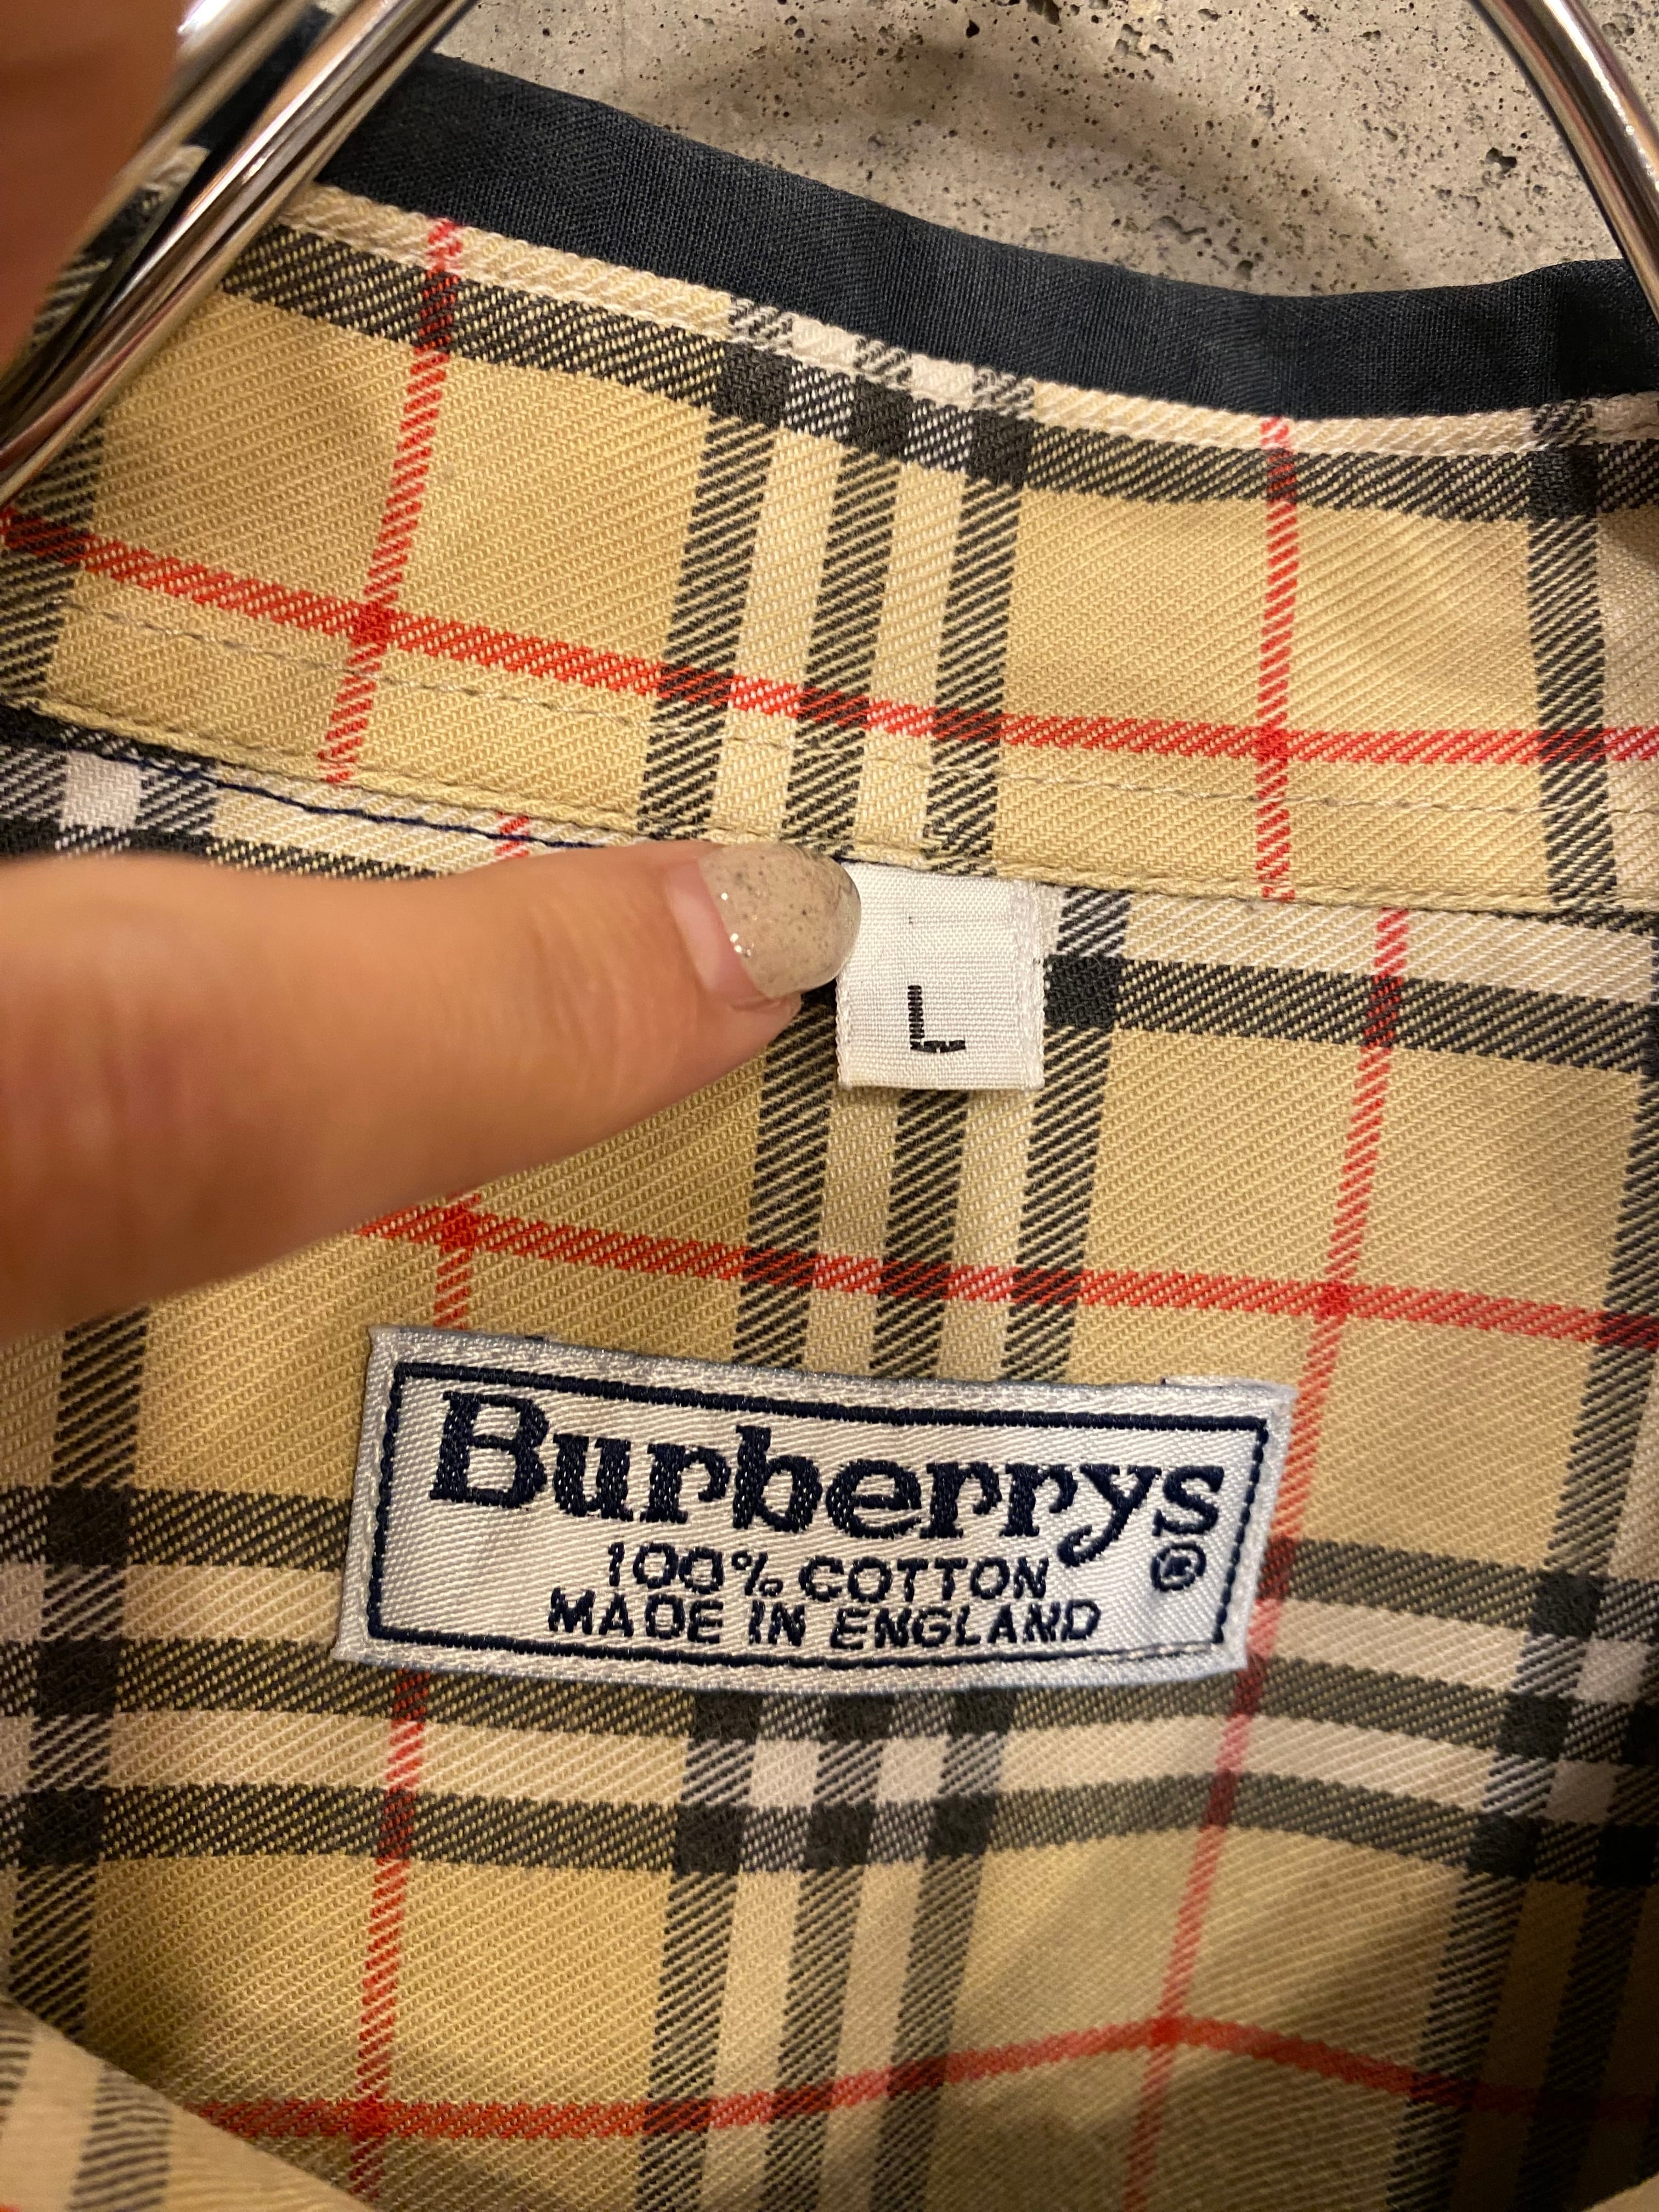 L
Burberrys
®
100% COTTON
MADE IN ENGLAND